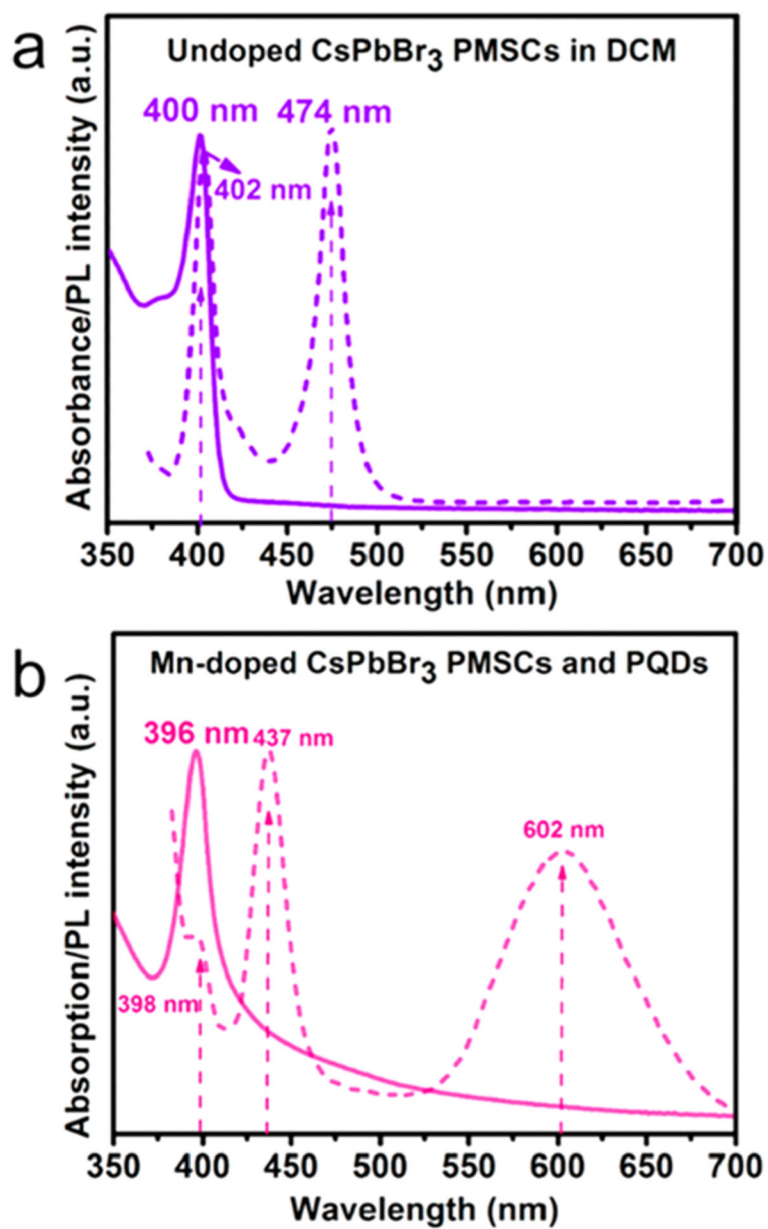 a
Undoped CsPbBr₃ PMSCs in DCM
400 nm 474 nm
402 nm
Absorbance/PL intensity (a.u.)
350 400 450 500 550 600 650 700
Wavelength (nm)
b
Mn-doped CsPbBr₃ PMSCs and PQDs
396 nm 437 nm
602 nm
398 nm
Absorption/PL intensity (a.u.)
350 400 450 500 550 600 650 700
Wavelength (nm)